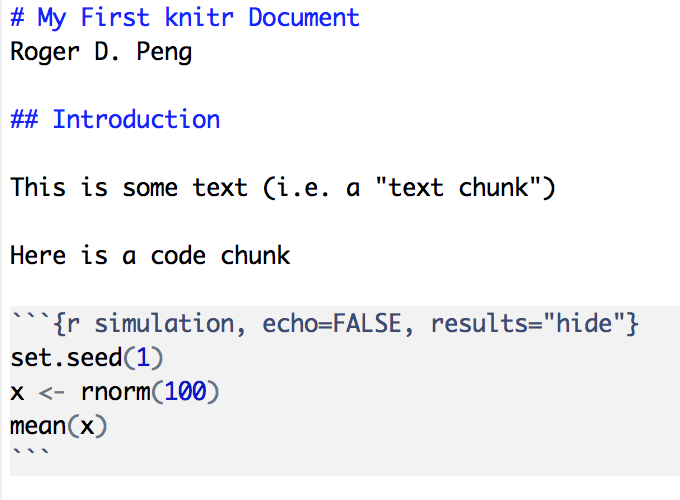 # My First knitr Document
Roger D. Peng
## Introduction
This is some text (i.e. a "text chunk")
Here is a code chunk
```{r simulation, echo=FALSE, results="hide"}
set.seed(1)
x <- rnorm(100)
mean(x)
```